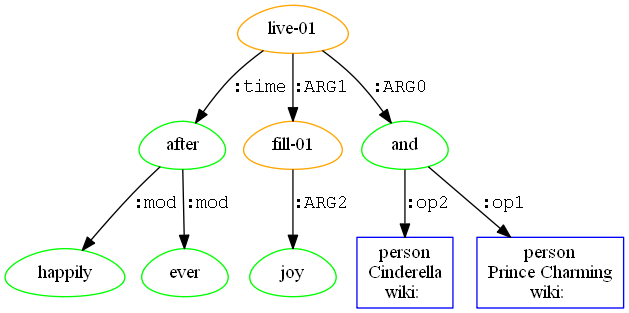 live-01
:time
:ARG1
:ARG0
after
fill-01
and
:mod
:mod
:ARG2
:op2
:op1
happily
ever
joy
person
Cinderella
wiki:
person
Prince Charming
wiki: